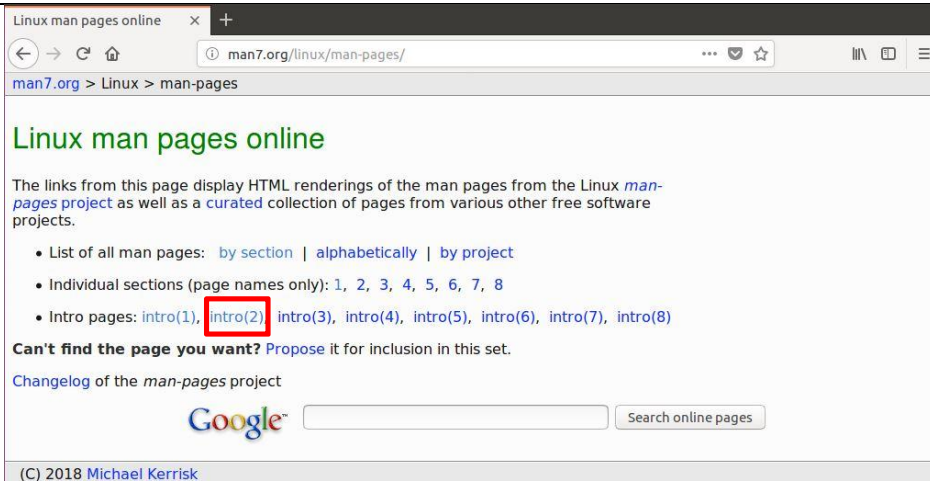 Linux man pages online
man7.org/linux/man-pages/
man7.org > Linux > man-pages
Linux man pages online
The links from this page display HTML renderings of the man pages from the Linux man-
pages project as well as a curated collection of pages from various other free software
projects.
• List of all man pages: by section | alphabetically | by project
• Individual sections (page names only): 1, 2, 3, 4, 5, 6, 7, 8
• Intro pages: intro(1), intro(2), intro(3), intro(4), intro(5), intro(6), intro(7), intro(8)
Can't find the page you want? Propose it for inclusion in this set.
Changelog of the man-pages project
Google™ Search online pages
(C) 2018 Michael Kerrisk